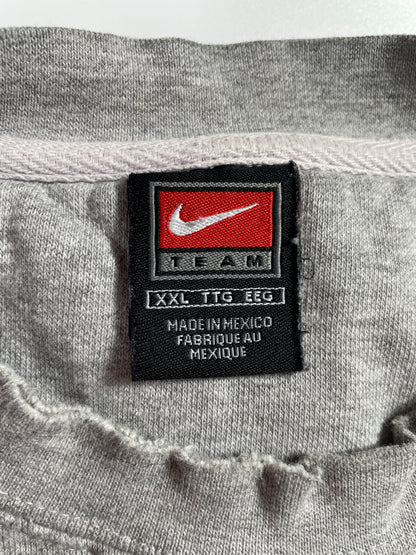 TEAM
XXL TTG EEG
MADE IN MEXICO
FABRIQUE AU
MEXIQUE